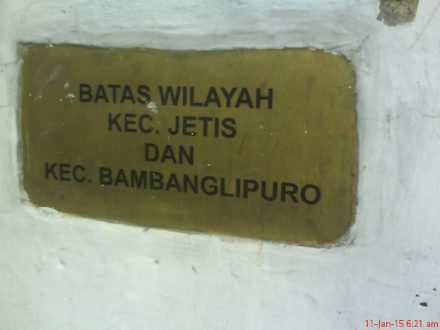 BATAS WILAYAH
KEC. JETIS
DAN
KEC. BAMBANGLIPURO
11-Jan-15 6:21 am